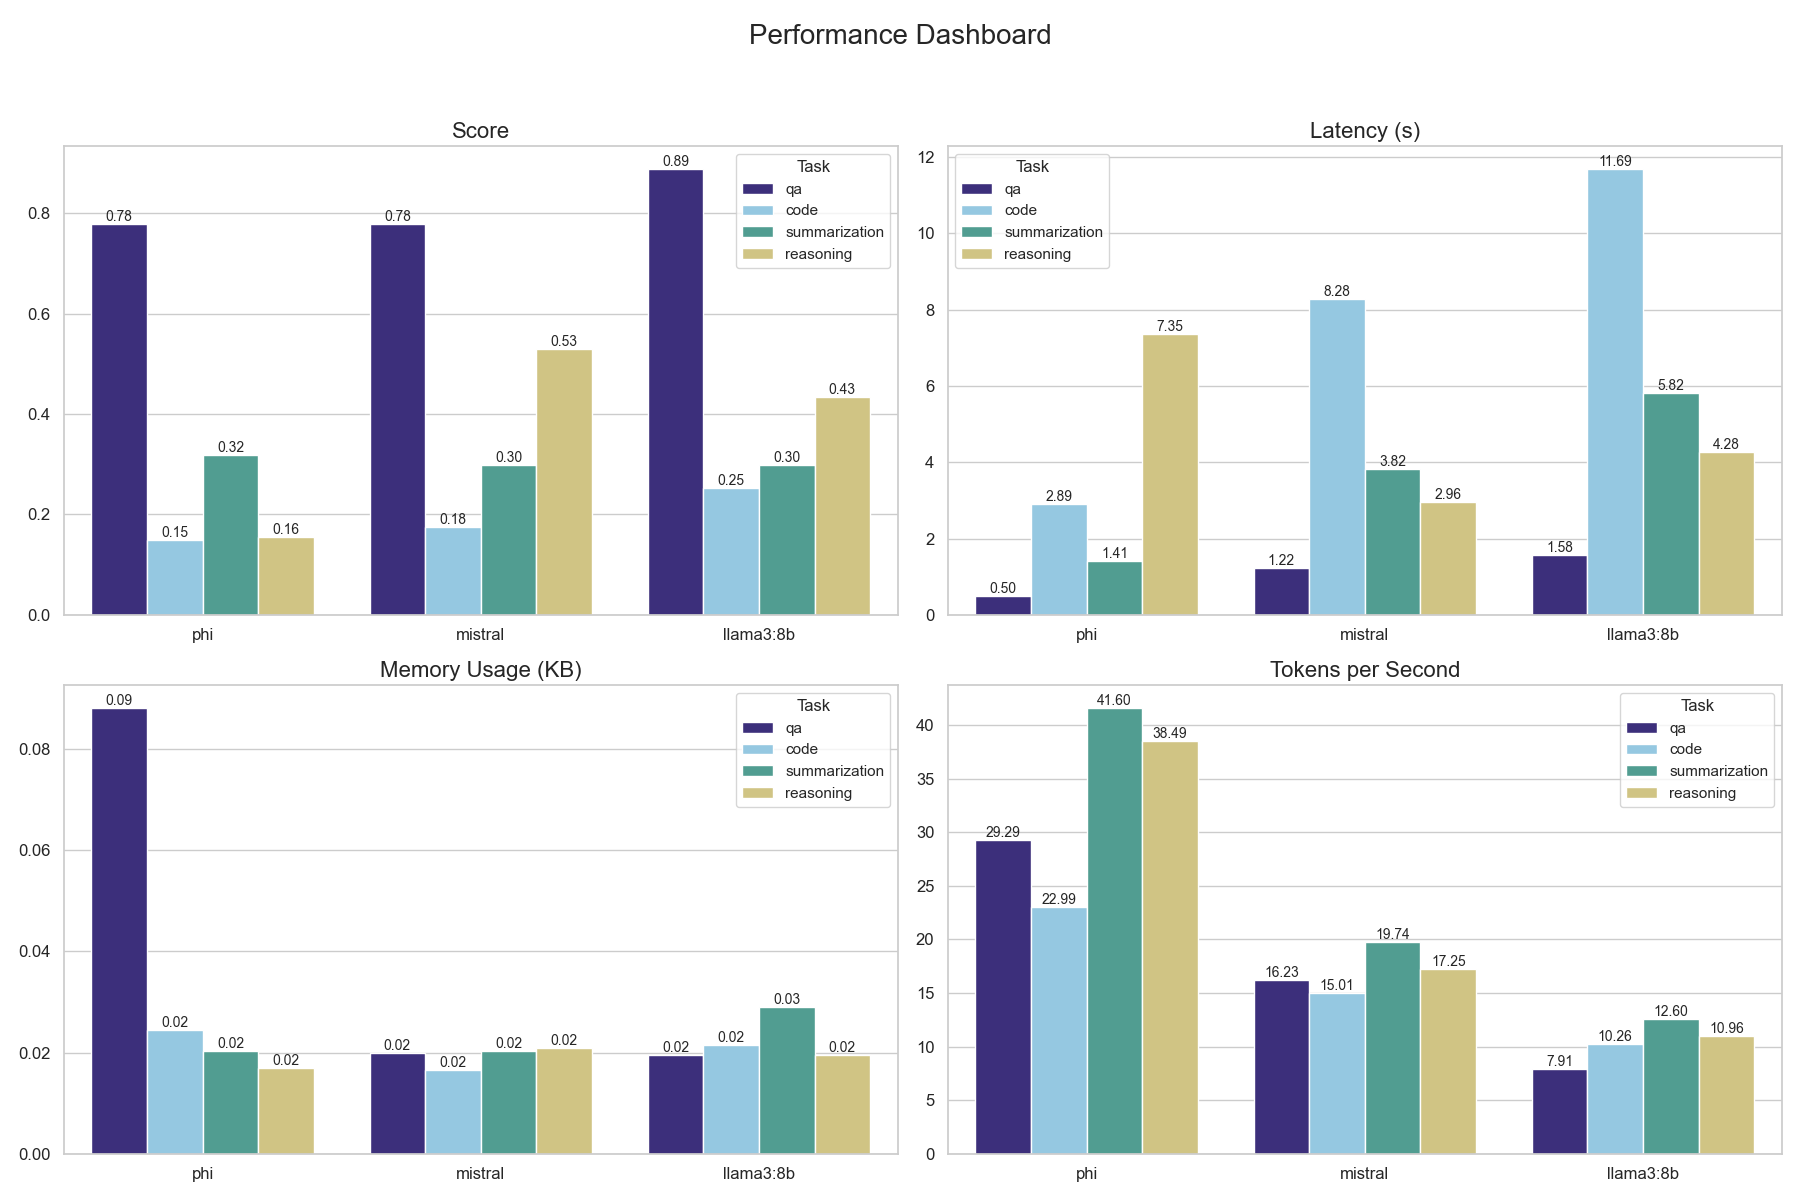 Performance Dashboard
Score
0.0
0.2
0.4
0.6
0.8
0.78
0.15
0.32
0.16
0.78
0.18
0.30
0.53
0.89
0.25
0.30
0.43
Task
qa
code
summarization
reasoning
phi
mistral
llama3:8b
Latency (s)
0
2
4
6
8
10
12
Task
qa
code
summarization
reasoning
0.50
2.89
1.41
7.35
1.22
8.28
3.82
2.96
1.58
11.69
5.82
4.28
phi
mistral
llama3:8b
Memory Usage (KB)
0.00
0.02
0.04
0.06
0.08
0.09
0.02
0.02
0.02
0.02
0.02
0.02
0.02
0.02
0.02
0.03
0.02
Task
qa
code
summarization
reasoning
phi
mistral
llama3:8b
Tokens per Second
0
5
10
15
20
25
30
35
40
29.29
22.99
41.60
38.49
16.23
15.01
19.74
17.25
7.91
10.26
12.60
10.96
Task
qa
code
summarization
reasoning
phi
mistral
llama3:8b